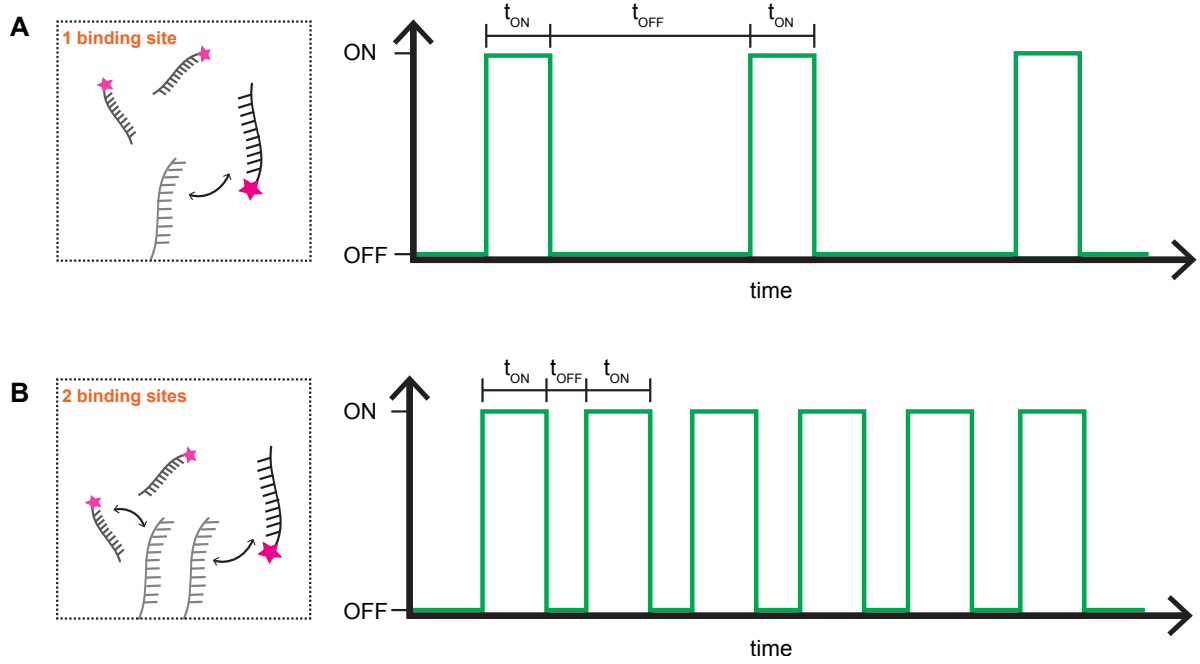 A
1 binding site
tON
tOFF
tON
ON
OFF
time
B
2 binding sites
tON
tOFF
tON
ON
OFF
time